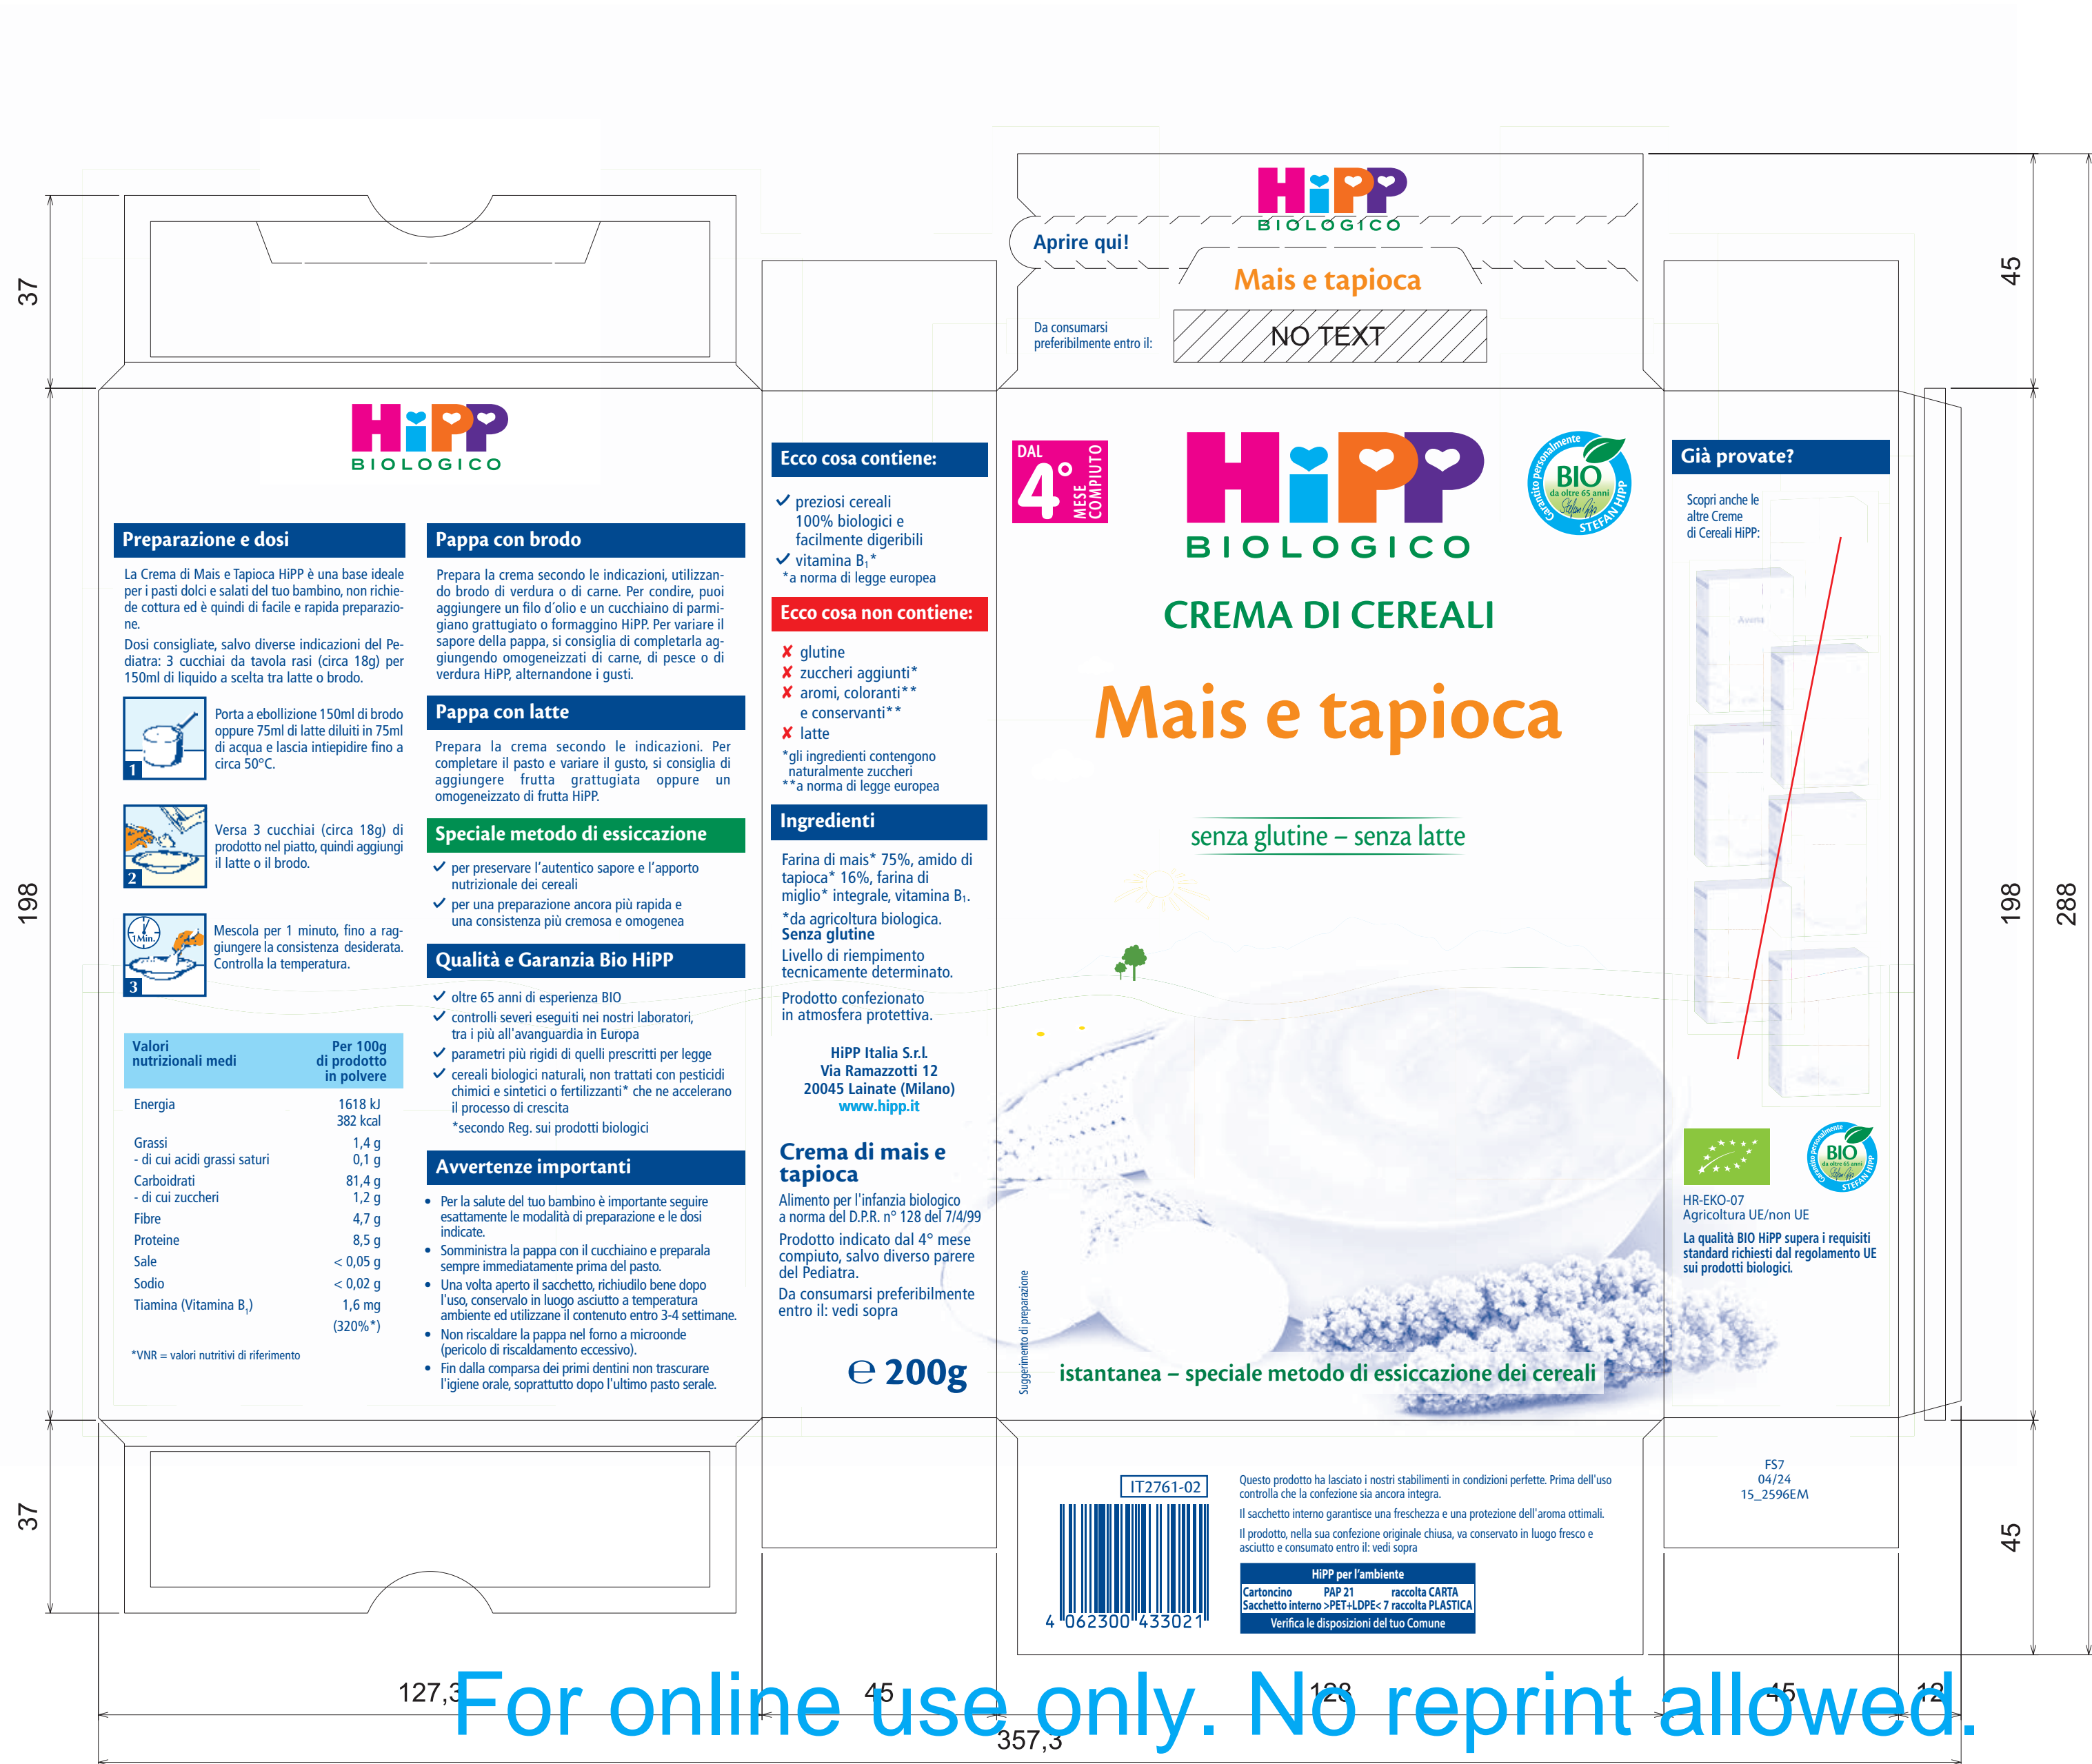 HiPP
BIOLOGICO
Aprire qui!
Mais e tapioca
Da consumarsi
preferibilmente entro il:
NO TEXT
37
198
37
45
198
288
45
HiPP
BIOLOGICO
Preparazione e dosi
La Crema di Mais e Tapioca HiPP è una base ideale
per i pasti dolci e salati del tuo bambino, non richie-
de cottura ed è quindi di facile e rapida preparazio-
ne.
Dosi consigliate, salvo diverse indicazioni del Pe-
diatra: 3 cucchiai da tavola rasi (circa 18g) per
150ml di liquido a scelta tra latte o brodo.
1
Porta a ebollizione 150ml di brodo
oppure 75ml di latte diluiti in 75ml
di acqua e lascia intiepidire fino a
circa 50°C.
2
Versa 3 cucchiai (circa 18g) di
prodotto nel piatto, quindi aggiungi
il latte o il brodo.
1Min.
3
Mescola per 1 minuto, fino a rag-
giungere la consistenza desiderata.
Controlla la temperatura.
Valori nutrizionali medi
Per 100g
di prodotto
in polvere
Energia 1618 kJ
382 kcal
Grassi 1,4 g
- di cui acidi grassi saturi 0,1 g
Carboidrati 81,4 g
- di cui zuccheri 1,2 g
Fibre 4,7 g
Proteine 8,5 g
Sale < 0,05 g
Sodio < 0,02 g
Tiamina (Vitamina B₁) 1,6 mg
(320%*)
*VNR = valori nutritivi di riferimento
Pappa con brodo
Prepara la crema secondo le indicazioni, utilizzan-
do brodo di verdura o di carne. Per condire, puoi
aggiungere un filo d´olio e un cucchiaino di parmi-
giano grattugiato o formaggino HiPP. Per variare il
sapore della pappa, si consiglia di completarla ag-
giungendo omogeneizzati di carne, di pesce o di
verdura HiPP, alternandone i gusti.
Pappa con latte
Prepara la crema secondo le indicazioni. Per
completare il pasto e variare il gusto, si consiglia di
aggiungere frutta grattugiata oppure un
omogeneizzato di frutta HiPP.
Speciale metodo di essiccazione
✓ per preservare l'autentico sapore e l'apporto
nutrizionale dei cereali
✓ per una preparazione ancora più rapida e
una consistenza più cremosa e omogenea
Qualità e Garanzia Bio HiPP
✓ oltre 65 anni di esperienza BIO
✓ controlli severi eseguiti nei nostri laboratori,
tra i più all'avanguardia in Europa
✓ parametri più rigidi di quelli prescritti per legge
✓ cereali biologici naturali, non trattati con pesticidi
chimici e sintetici o fertilizzanti* che ne accelerano
il processo di crescita
*secondo Reg. sui prodotti biologici
Avvertenze importanti
• Per la salute del tuo bambino è importante seguire
esattamente le modalità di preparazione e le dosi
indicate.
• Somministra la pappa con il cucchiaino e preparala
sempre immediatamente prima del pasto.
• Una volta aperto il sacchetto, richiudilo bene dopo
l'uso, conservalo in luogo asciutto a temperatura
ambiente ed utilizzane il contenuto entro 3-4 settimane.
• Non riscaldare la pappa nel forno a microonde
(pericolo di riscaldamento eccessivo).
• Fin dalla comparsa dei primi dentini non trascurare
l'igiene orale, soprattutto dopo l'ultimo pasto serale.
Ecco cosa contiene:
✓ preziosi cereali
100% biologici e
facilmente digeribili
✓ vitamina B₁*
*a norma di legge europea
Ecco cosa non contiene:
✘ glutine
✘ zuccheri aggiunti*
✘ aromi, coloranti**
e conservanti**
✘ latte
*gli ingredienti contengono
naturalmente zuccheri
**a norma di legge europea
Ingredienti
Farina di mais* 75%, amido di
tapioca* 16%, farina di
miglio* integrale, vitamina B₁.
*da agricoltura biologica.
Senza glutine
Livello di riempimento
tecnicamente determinato.
Prodotto confezionato
in atmosfera protettiva.
HiPP Italia S.r.l.
Via Ramazzotti 12
20045 Lainate (Milano)
www.hipp.it
Crema di mais e
tapioca
Alimento per l'infanzia biologico
a norma del D.P.R. n° 128 del 7/4/99
Prodotto indicato dal 4° mese
compiuto, salvo diverso parere
del Pediatra.
Da consumarsi preferibilmente
entro il: vedi sopra
℮ 200g
DAL
4°
MESE
COMPIUTO
HiPP
BIOLOGICO
Garantito personalmente
BIO
da oltre 65 anni
Stefan Hipp
STEFAN HIPP
CREMA DI CEREALI
Mais e tapioca
senza glutine – senza latte
Suggerimento di preparazione
istantanea – speciale metodo di essiccazione dei cereali
Già provate?
Scopri anche le
altre Creme
di Cereali HiPP:
Avena
Garantito personalmente
BIO
da oltre 65 anni
Stefan Hipp
STEFAN HIPP
HR-EKO-07
Agricoltura UE/non UE
La qualità BIO HiPP supera i requisiti
standard richiesti dal regolamento UE
sui prodotti biologici.
IT2761-02
4 062300 433021
Questo prodotto ha lasciato i nostri stabilimenti in condizioni perfette. Prima dell'uso
controlla che la confezione sia ancora integra.
Il sacchetto interno garantisce una freschezza e una protezione dell'aroma ottimali.
Il prodotto, nella sua confezione originale chiusa, va conservato in luogo fresco e
asciutto e consumato entro il: vedi sopra
HiPP per l'ambiente
Cartoncino PAP 21 raccolta CARTA
Sacchetto interno >PET+LDPE< 7 raccolta PLASTICA
Verifica le disposizioni del tuo Comune
FS7
04/24
15_2596EM
127,3
45
128
45
12
357,3
For online use only. No reprint allowed.